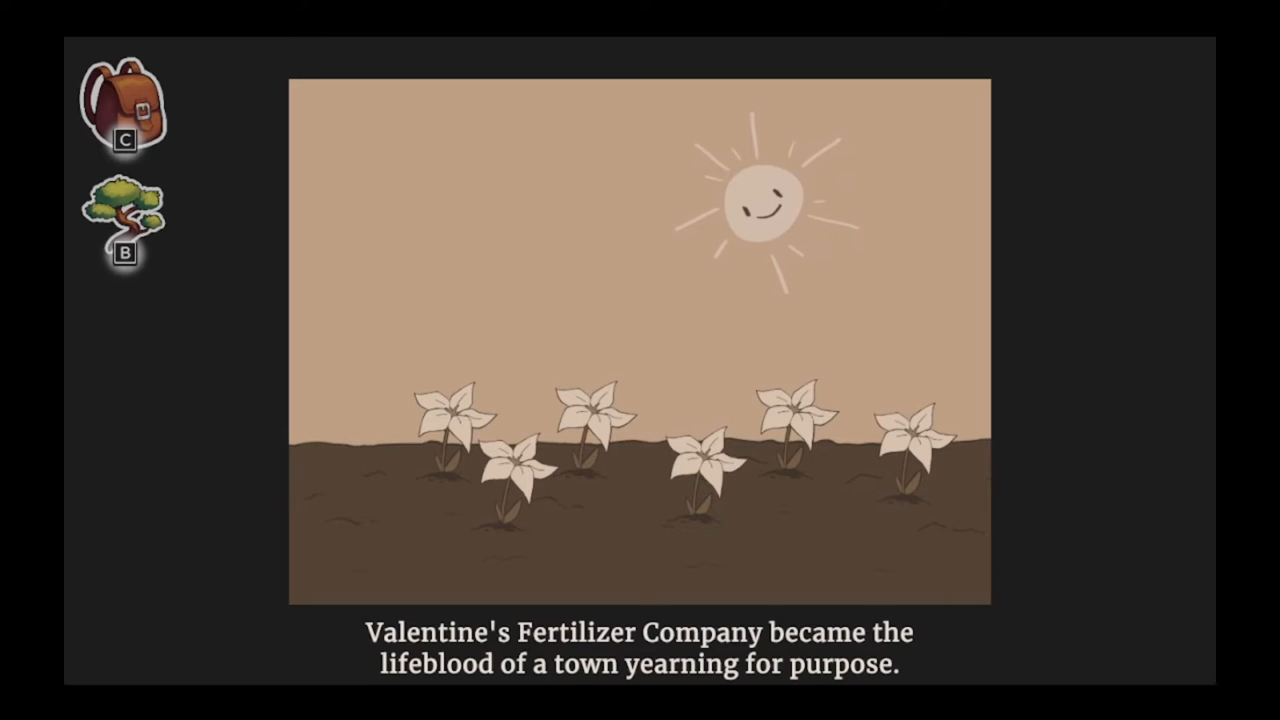 C
B
Valentine's Fertilizer Company became the
lifeblood of a town yearning for purpose.